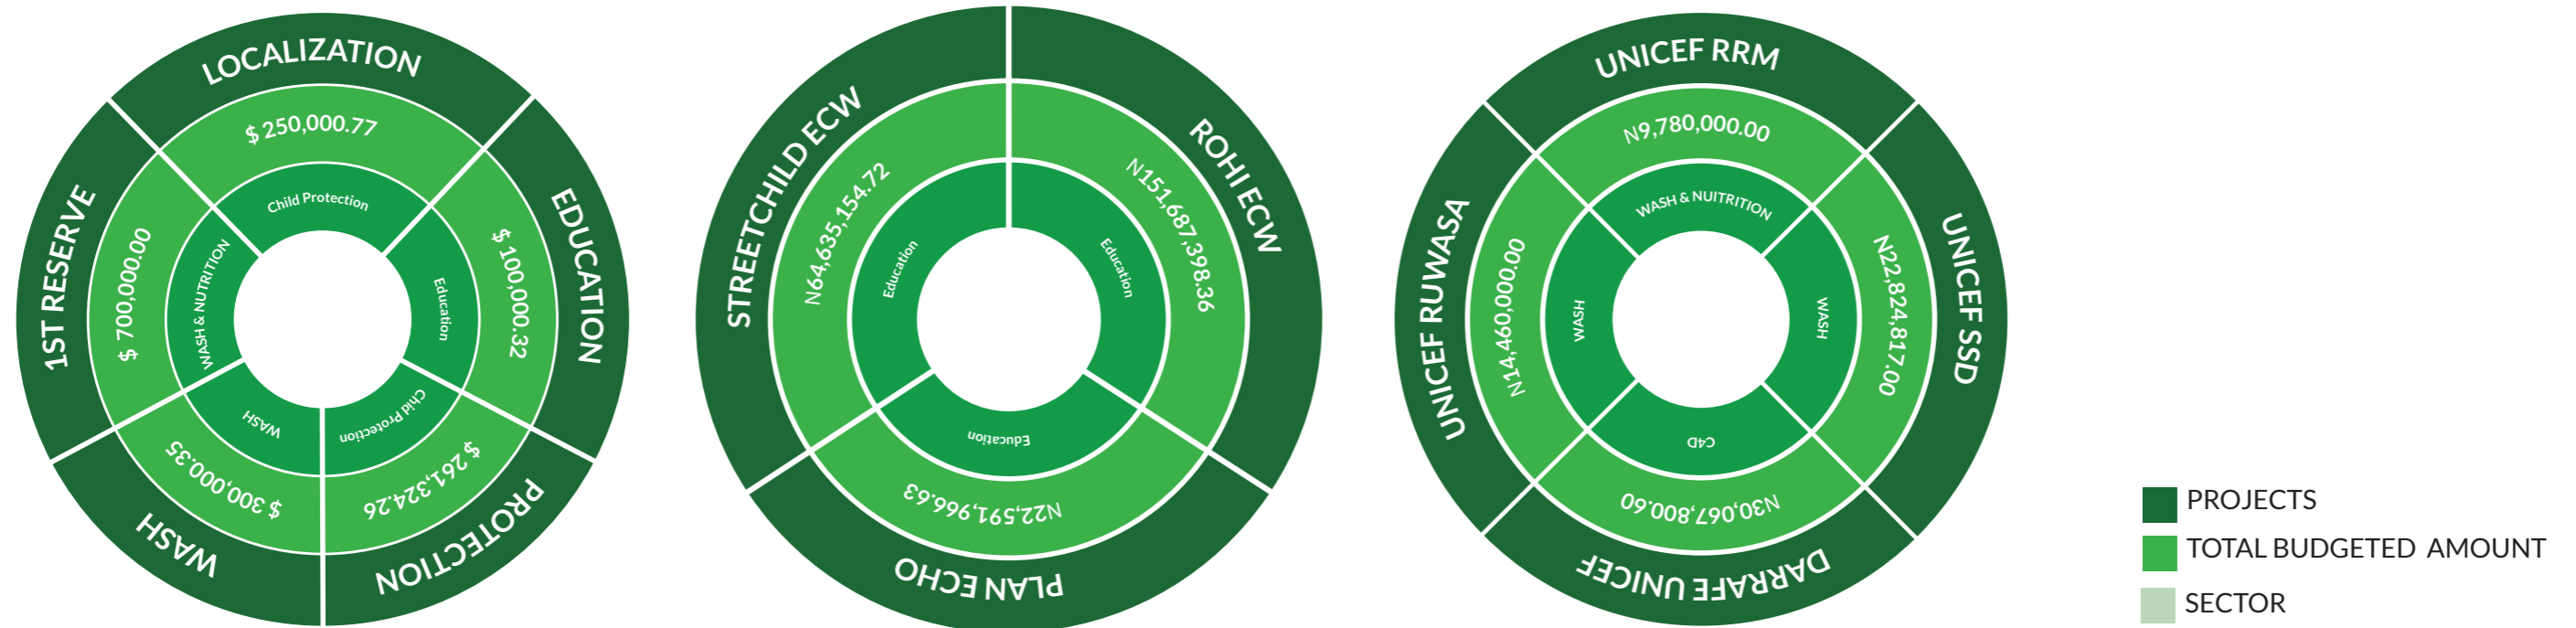 LOCALIZATION
$ 250,000.77
Child Protection
EDUCATION
$ 100,000.32
Education
PROTECTION
$ 261,324.26
Chid Protection
WASH
$ 300,000.35
WASH
1ST RESERVE
$ 700,000.00
WASH & NUTRITION
STREETCHILD ECW
N64,635,154.72
Education
ROHI ECW
N151,687,398.36
Education
PLAN ECHO
N22,591,966.63
Education
UNICEF RRM
N9,780,000.00
WASH & NUITRITION
UNICEF SSD
N22,824,817.00
WASH
DARRAFE UNICEF
N30,067,800.60
C4D
UNICEF RUWASA
N14,460,000.00
WASH
PROJECTS
TOTAL BUDGETED AMOUNT
SECTOR